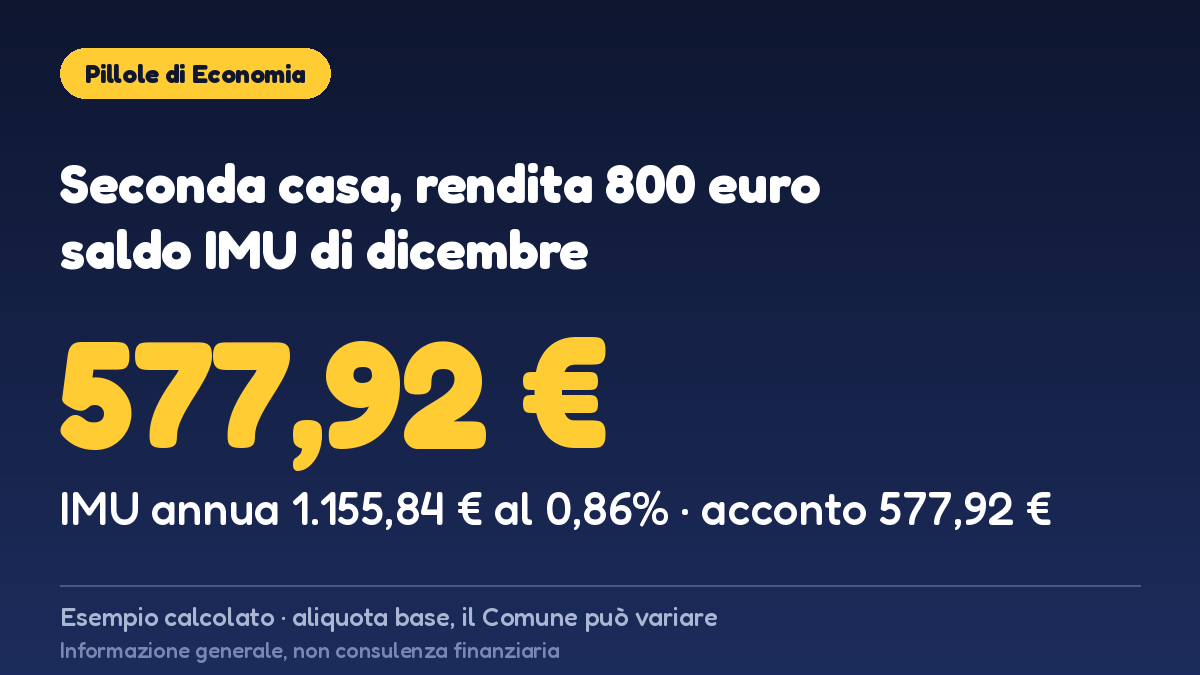 Pillole di Economia
Seconda casa, rendita 800 euro
saldo IMU di dicembre
577,92 €
IMU annua 1.155,84 € al 0,86% · acconto 577,92 €
Esempio calcolato · aliquota base, il Comune può variare
Informazione generale, non consulenza finanziaria